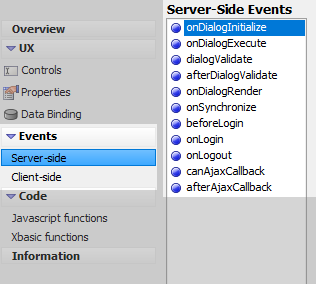 Overview
UX
Controls
Properties
Data Binding
Events
Server-side
Client-side
Code
Javascript functions
Xbasic functions
Information
Server-Side Events
onDialogInitialize
onDialogExecute
dialogValidate
afterDialogValidate
onDialogRender
onSynchronize
beforeLogin
onLogin
onLogout
canAjaxCallback
afterAjaxCallback